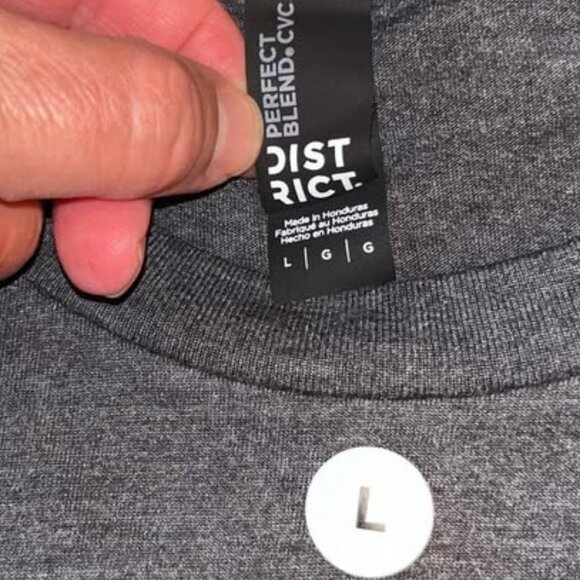 PERFECT
BLEND® CVC
DIST
RICT.
Made in Honduras
Fabriqué au Honduras
Hecho en Honduras
L | G | G
L